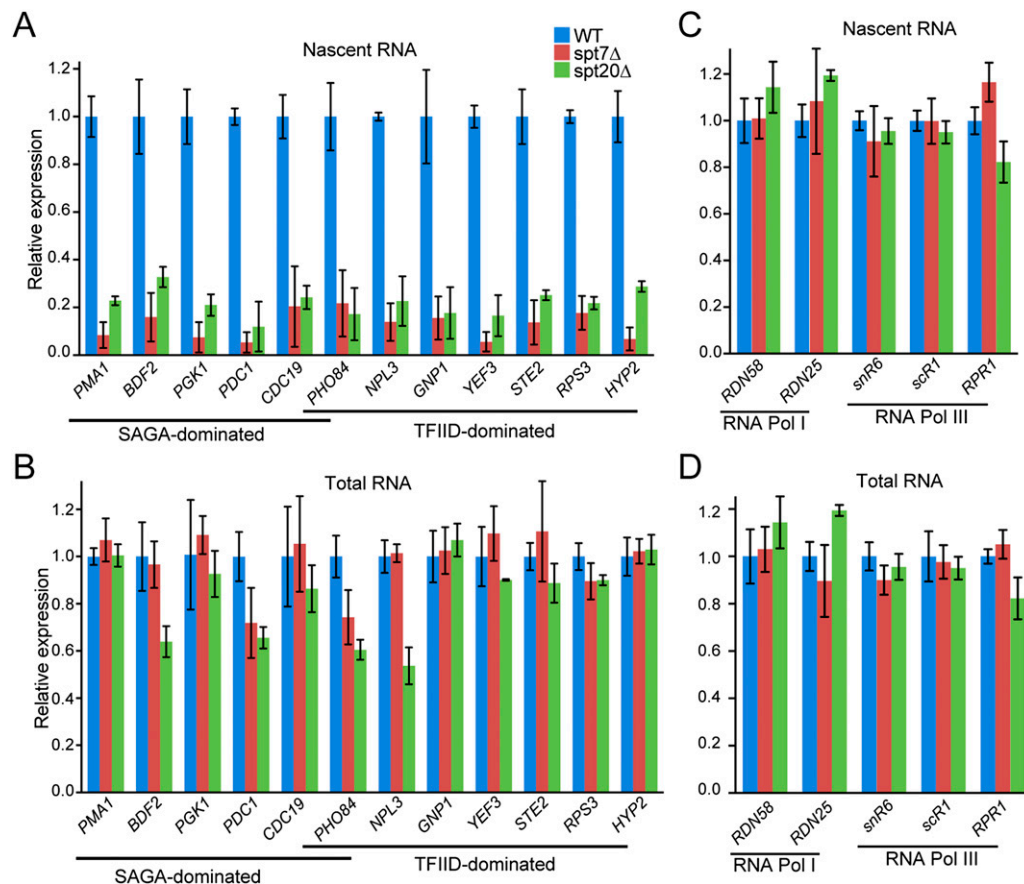 A
Nascent RNA
WT
spt7Δ
spt20Δ
Relative expression
1.2
1.0
0.8
0.6
0.4
0.2
0.0
PMA1 BDF2 PGK1 PDC1 CDC19 PHO84 NPL3 GNP1 YEF3 STE2 RPS3 HYP2
SAGA-dominated TFIID-dominated
C
Nascent RNA
1.2
1.0
0.8
0.6
0.4
0.2
0.0
RDN58 RDN25 snR6 scR1 RPR1
RNA Pol I RNA Pol III
B
Total RNA
Relative expression
1.2
1.0
0.8
0.6
0.4
0.2
0.0
PMA1 BDF2 PGK1 PDC1 CDC19 PHO84 NPL3 GNP1 YEF3 STE2 RPS3 HYP2
SAGA-dominated TFIID-dominated
D
Total RNA
1.2
1.0
0.8
0.6
0.4
0.2
0.0
RDN58 RDN25 snR6 scR1 RPR1
RNA Pol I RNA Pol III